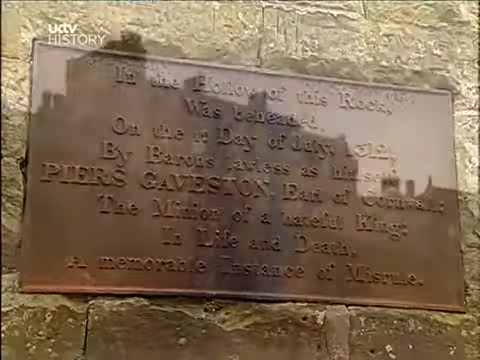 uktv
HISTORY
In the Hollow of this Rock,
Was beheaded,
On the 1st Day of July, 1312,
By Barons lawless as himself,
PIERS GAVESTON, Earl of Cornwall:
The Minion of a hateful King:
In Life and Death,
A memorable Instance of Misrule.